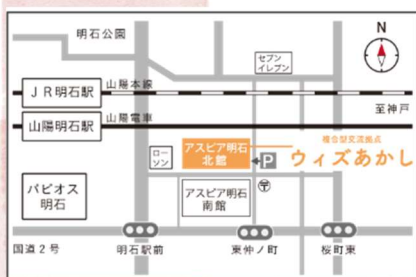 明石公園
N
セブン
イレブン
JR明石駅
山陽本線
至神戸
山陽明石駅
山陽電車
ローソン
アスピア明石
北館
P
複合型交流拠点
ウィズあかし
パピオス
明石
アスピア明石
南館
〒
国道2号
明石駅前
東仲ノ町
桜町東